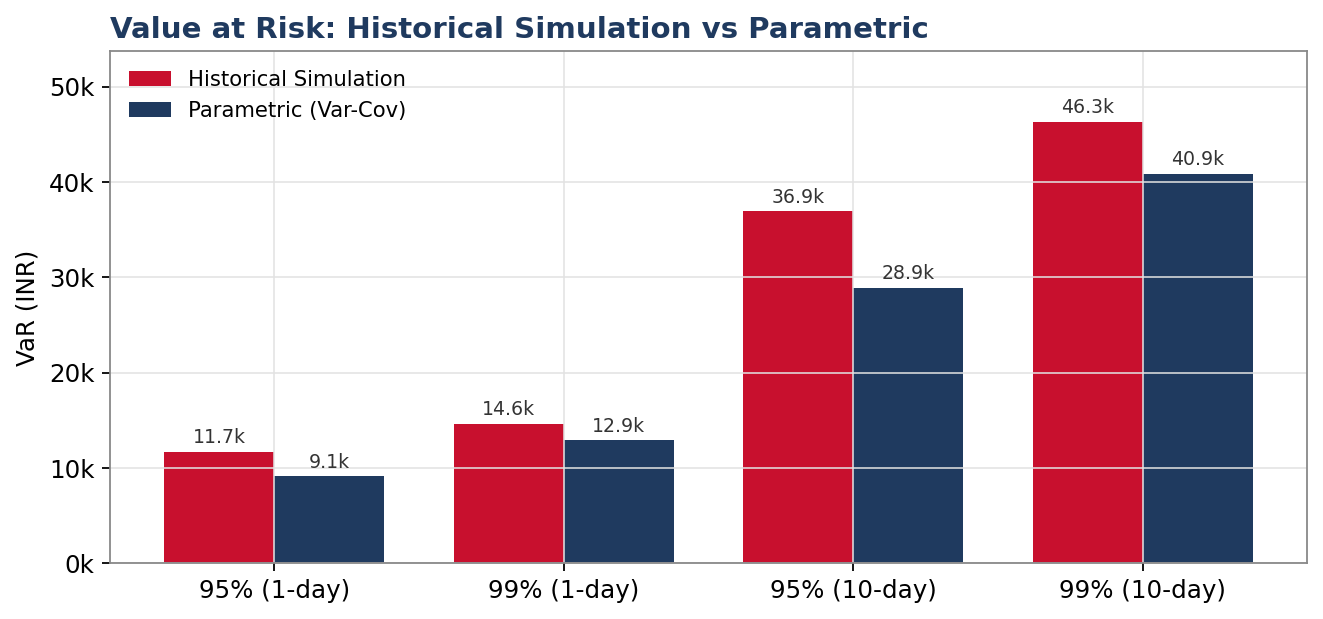 Value at Risk: Historical Simulation vs Parametric
Historical Simulation
Parametric (Var-Cov)
VaR (INR)
50k
40k
30k
20k
10k
0k
11.7k
9.1k
14.6k
12.9k
36.9k
28.9k
46.3k
40.9k
95% (1-day)
99% (1-day)
95% (10-day)
99% (10-day)